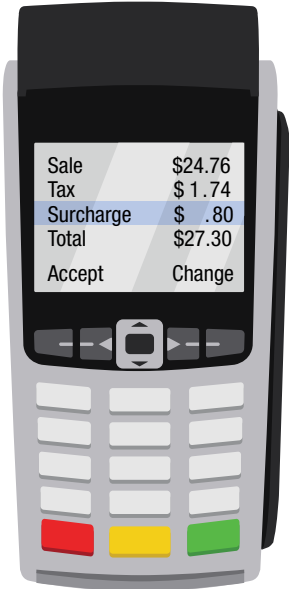 Sale $24.76
Tax $ 1.74
Surcharge $ .80
Total $27.30
Accept Change